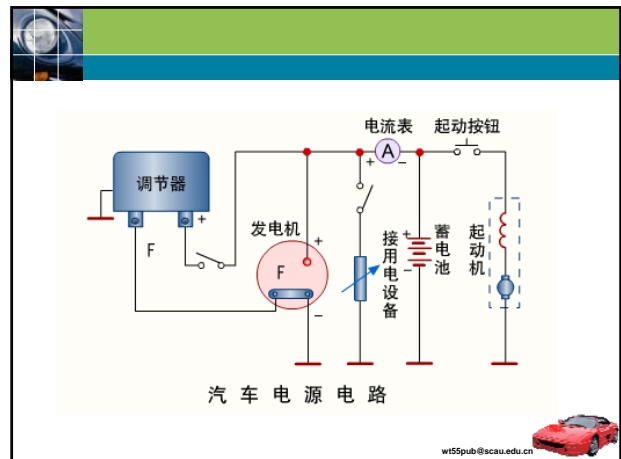 电流表 起动按钮
A
+ −
调节器
+
F
发电机
+
F
−
接用电设备
+
−
蓄电池
起动机
汽车电源电路
wt55pub@scau.edu.cn